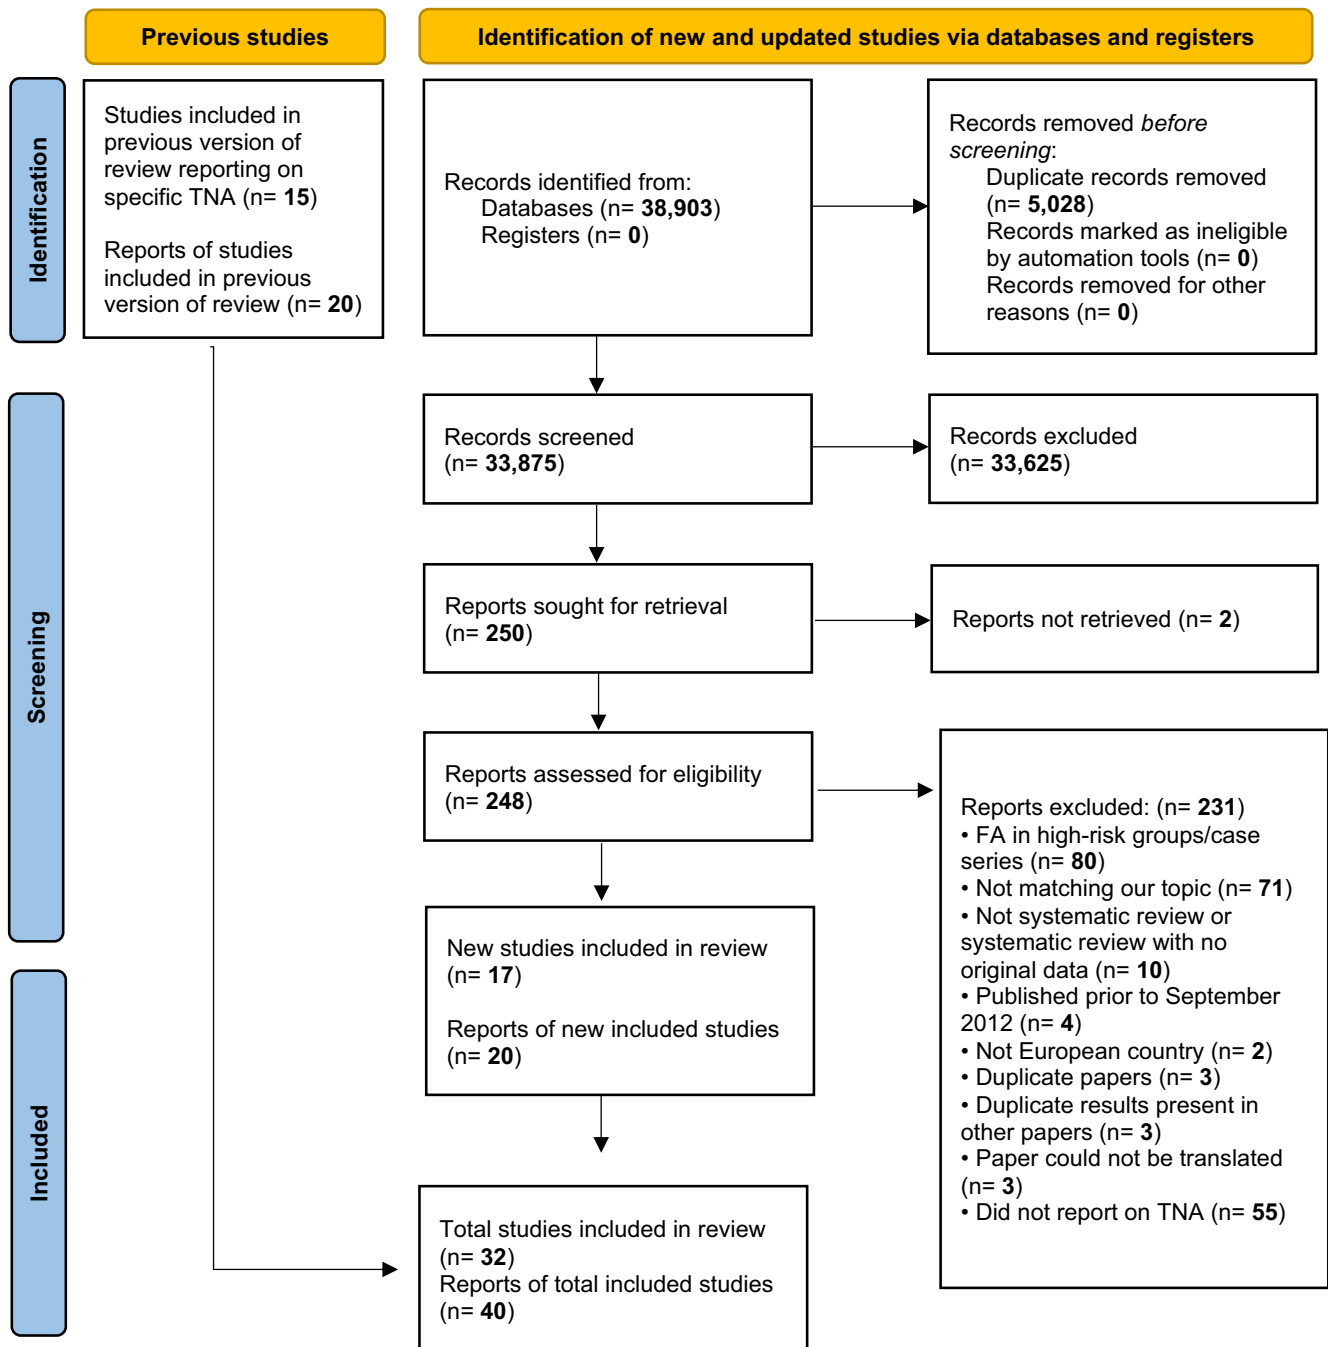 Previous studies
Identification of new and updated studies via databases and registers
Identification
Studies included in
previous version of
review reporting on
specific TNA (n= 15)
Reports of studies
included in previous
version of review (n= 20)
Records identified from:
Databases (n= 38,903)
Registers (n= 0)
Records removed before
screening:
Duplicate records removed
(n= 5,028)
Records marked as ineligible
by automation tools (n= 0)
Records removed for other
reasons (n= 0)
Screening
Records screened
(n= 33,875)
Records excluded
(n= 33,625)
Reports sought for retrieval
(n= 250)
Reports not retrieved (n= 2)
Reports assessed for eligibility
(n= 248)
Reports excluded: (n= 231)
• FA in high-risk groups/case
series (n= 80)
• Not matching our topic (n= 71)
• Not systematic review or
systematic review with no
original data (n= 10)
• Published prior to September
2012 (n= 4)
• Not European country (n= 2)
• Duplicate papers (n= 3)
• Duplicate results present in
other papers (n= 3)
• Paper could not be translated
(n= 3)
• Did not report on TNA (n= 55)
New studies included in review
(n= 17)
Reports of new included studies
(n= 20)
Included
Total studies included in review
(n= 32)
Reports of total included studies
(n= 40)